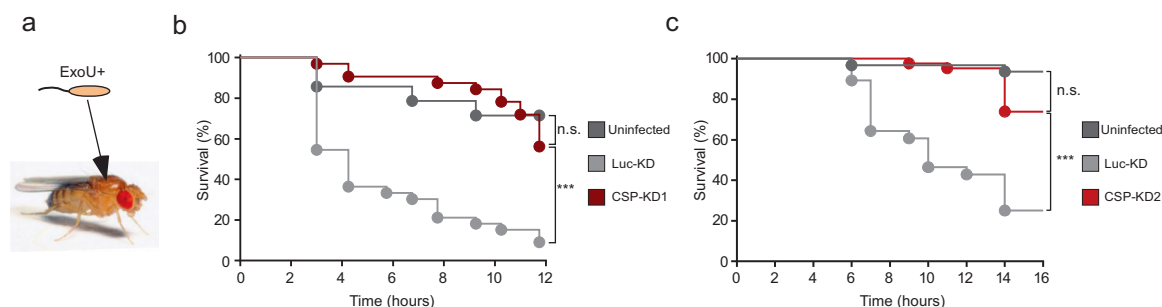 a
ExoU+
b
100
80
60
40
20
0
Survival (%)
0 2 4 6 8 10 12
Time (hours)
n.s.
***
Uninfected
Luc-KD
CSP-KD1
c
100
80
60
40
20
0
Survival (%)
0 2 4 6 8 10 12 14 16
Time (hours)
n.s.
***
Uninfected
Luc-KD
CSP-KD2